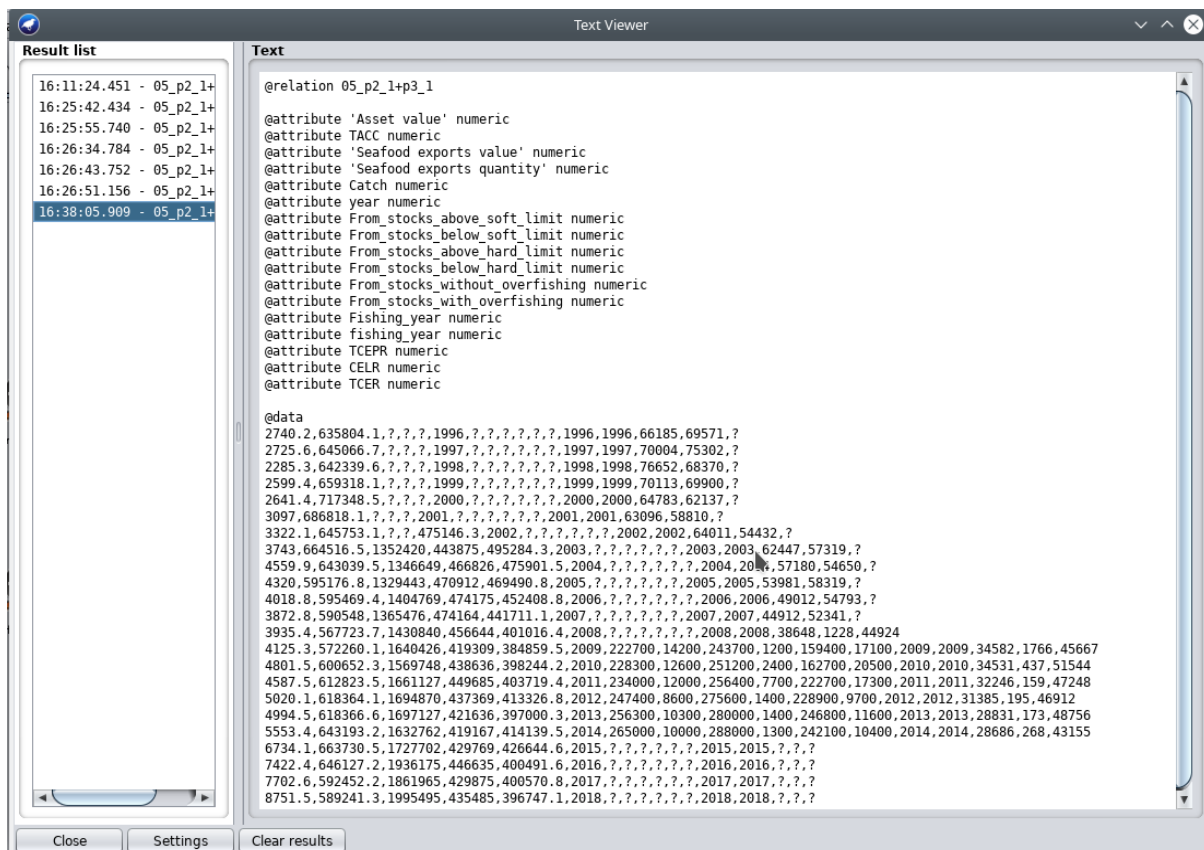 Text Viewer
Result list
16:11:24.451 - 05_p2_1+
16:25:42.434 - 05_p2_1+
16:25:55.740 - 05_p2_1+
16:26:34.784 - 05_p2_1+
16:26:43.752 - 05_p2_1+
16:26:51.156 - 05_p2_1+
16:38:05.909 - 05_p2_1+
Text
@relation 05_p2_1+p3_1
@attribute 'Asset value' numeric
@attribute TACC numeric
@attribute 'Seafood exports value' numeric
@attribute 'Seafood exports quantity' numeric
@attribute Catch numeric
@attribute year numeric
@attribute From_stocks_above_soft_limit numeric
@attribute From_stocks_below_soft_limit numeric
@attribute From_stocks_above_hard_limit numeric
@attribute From_stocks_below_hard_limit numeric
@attribute From_stocks_without_overfishing numeric
@attribute From_stocks_with_overfishing numeric
@attribute Fishing_year numeric
@attribute fishing_year numeric
@attribute TCEPR numeric
@attribute CELR numeric
@attribute TCER numeric
@data
2740.2,635804.1,?,?,?,1996,?,?,?,?,?,?,1996,1996,66185,69571,?
2725.6,645066.7,?,?,?,1997,?,?,?,?,?,?,1997,1997,70004,75302,?
2285.3,642339.6,?,?,?,1998,?,?,?,?,?,?,1998,1998,76652,68370,?
2599.4,659318.1,?,?,?,1999,?,?,?,?,?,?,1999,1999,70113,69900,?
2641.4,717348.5,?,?,?,2000,?,?,?,?,?,?,2000,2000,64783,62137,?
3097,686818.1,?,?,?,2001,?,?,?,?,?,?,2001,2001,63096,58810,?
3322.1,645753.1,?,?,475146.3,2002,?,?,?,?,?,?,2002,2002,64011,54432,?
3743,664516.5,1352420,443875,495284.3,2003,?,?,?,?,?,?,2003,2003,62447,57319,?
4559.9,643039.5,1346649,466826,475901.5,2004,?,?,?,?,?,?,2004,2004,57180,54650,?
4320,595176.8,1329443,470912,469490.8,2005,?,?,?,?,?,?,2005,2005,53981,58319,?
4018.8,595469.4,1404769,474175,452408.8,2006,?,?,?,?,?,?,2006,2006,49012,54793,?
3872.8,590548,1365476,474164,441711.1,2007,?,?,?,?,?,?,2007,2007,44912,52341,?
3935.4,567723.7,1430840,456644,401016.4,2008,?,?,?,?,?,?,2008,2008,38648,1228,44924
4125.3,572260.1,1640426,419309,384859.5,2009,222700,14200,243700,1200,159400,17100,2009,2009,34582,1766,45667
4801.5,600652.3,1569748,438636,398244.2,2010,228300,12600,251200,2400,162700,20500,2010,2010,34531,437,51544
4587.5,612823.5,1661127,449685,403719.4,2011,234000,12000,256400,7700,222700,17300,2011,2011,32246,159,47248
5020.1,618364.1,1694870,437369,413326.8,2012,247400,8600,275600,1400,228900,9700,2012,2012,31385,195,46912
4994.5,618366.6,1697127,421636,397000.3,2013,256300,10300,280000,1400,246800,11600,2013,2013,28831,173,48756
5553.4,643193.2,1632762,419167,414139.5,2014,265000,10000,288000,1300,242100,10400,2014,2014,28686,268,43155
6734.1,663730.5,1727702,429769,426644.6,2015,?,?,?,?,?,?,2015,2015,?,?,?
7422.4,646127.2,1936175,446635,400491.6,2016,?,?,?,?,?,?,2016,2016,?,?,?
7702.6,592452.2,1861965,429875,400570.8,2017,?,?,?,?,?,?,2017,2017,?,?,?
8751.5,589241.3,1995495,435485,396747.1,2018,?,?,?,?,?,?,2018,2018,?,?,?
Close
Settings
Clear results